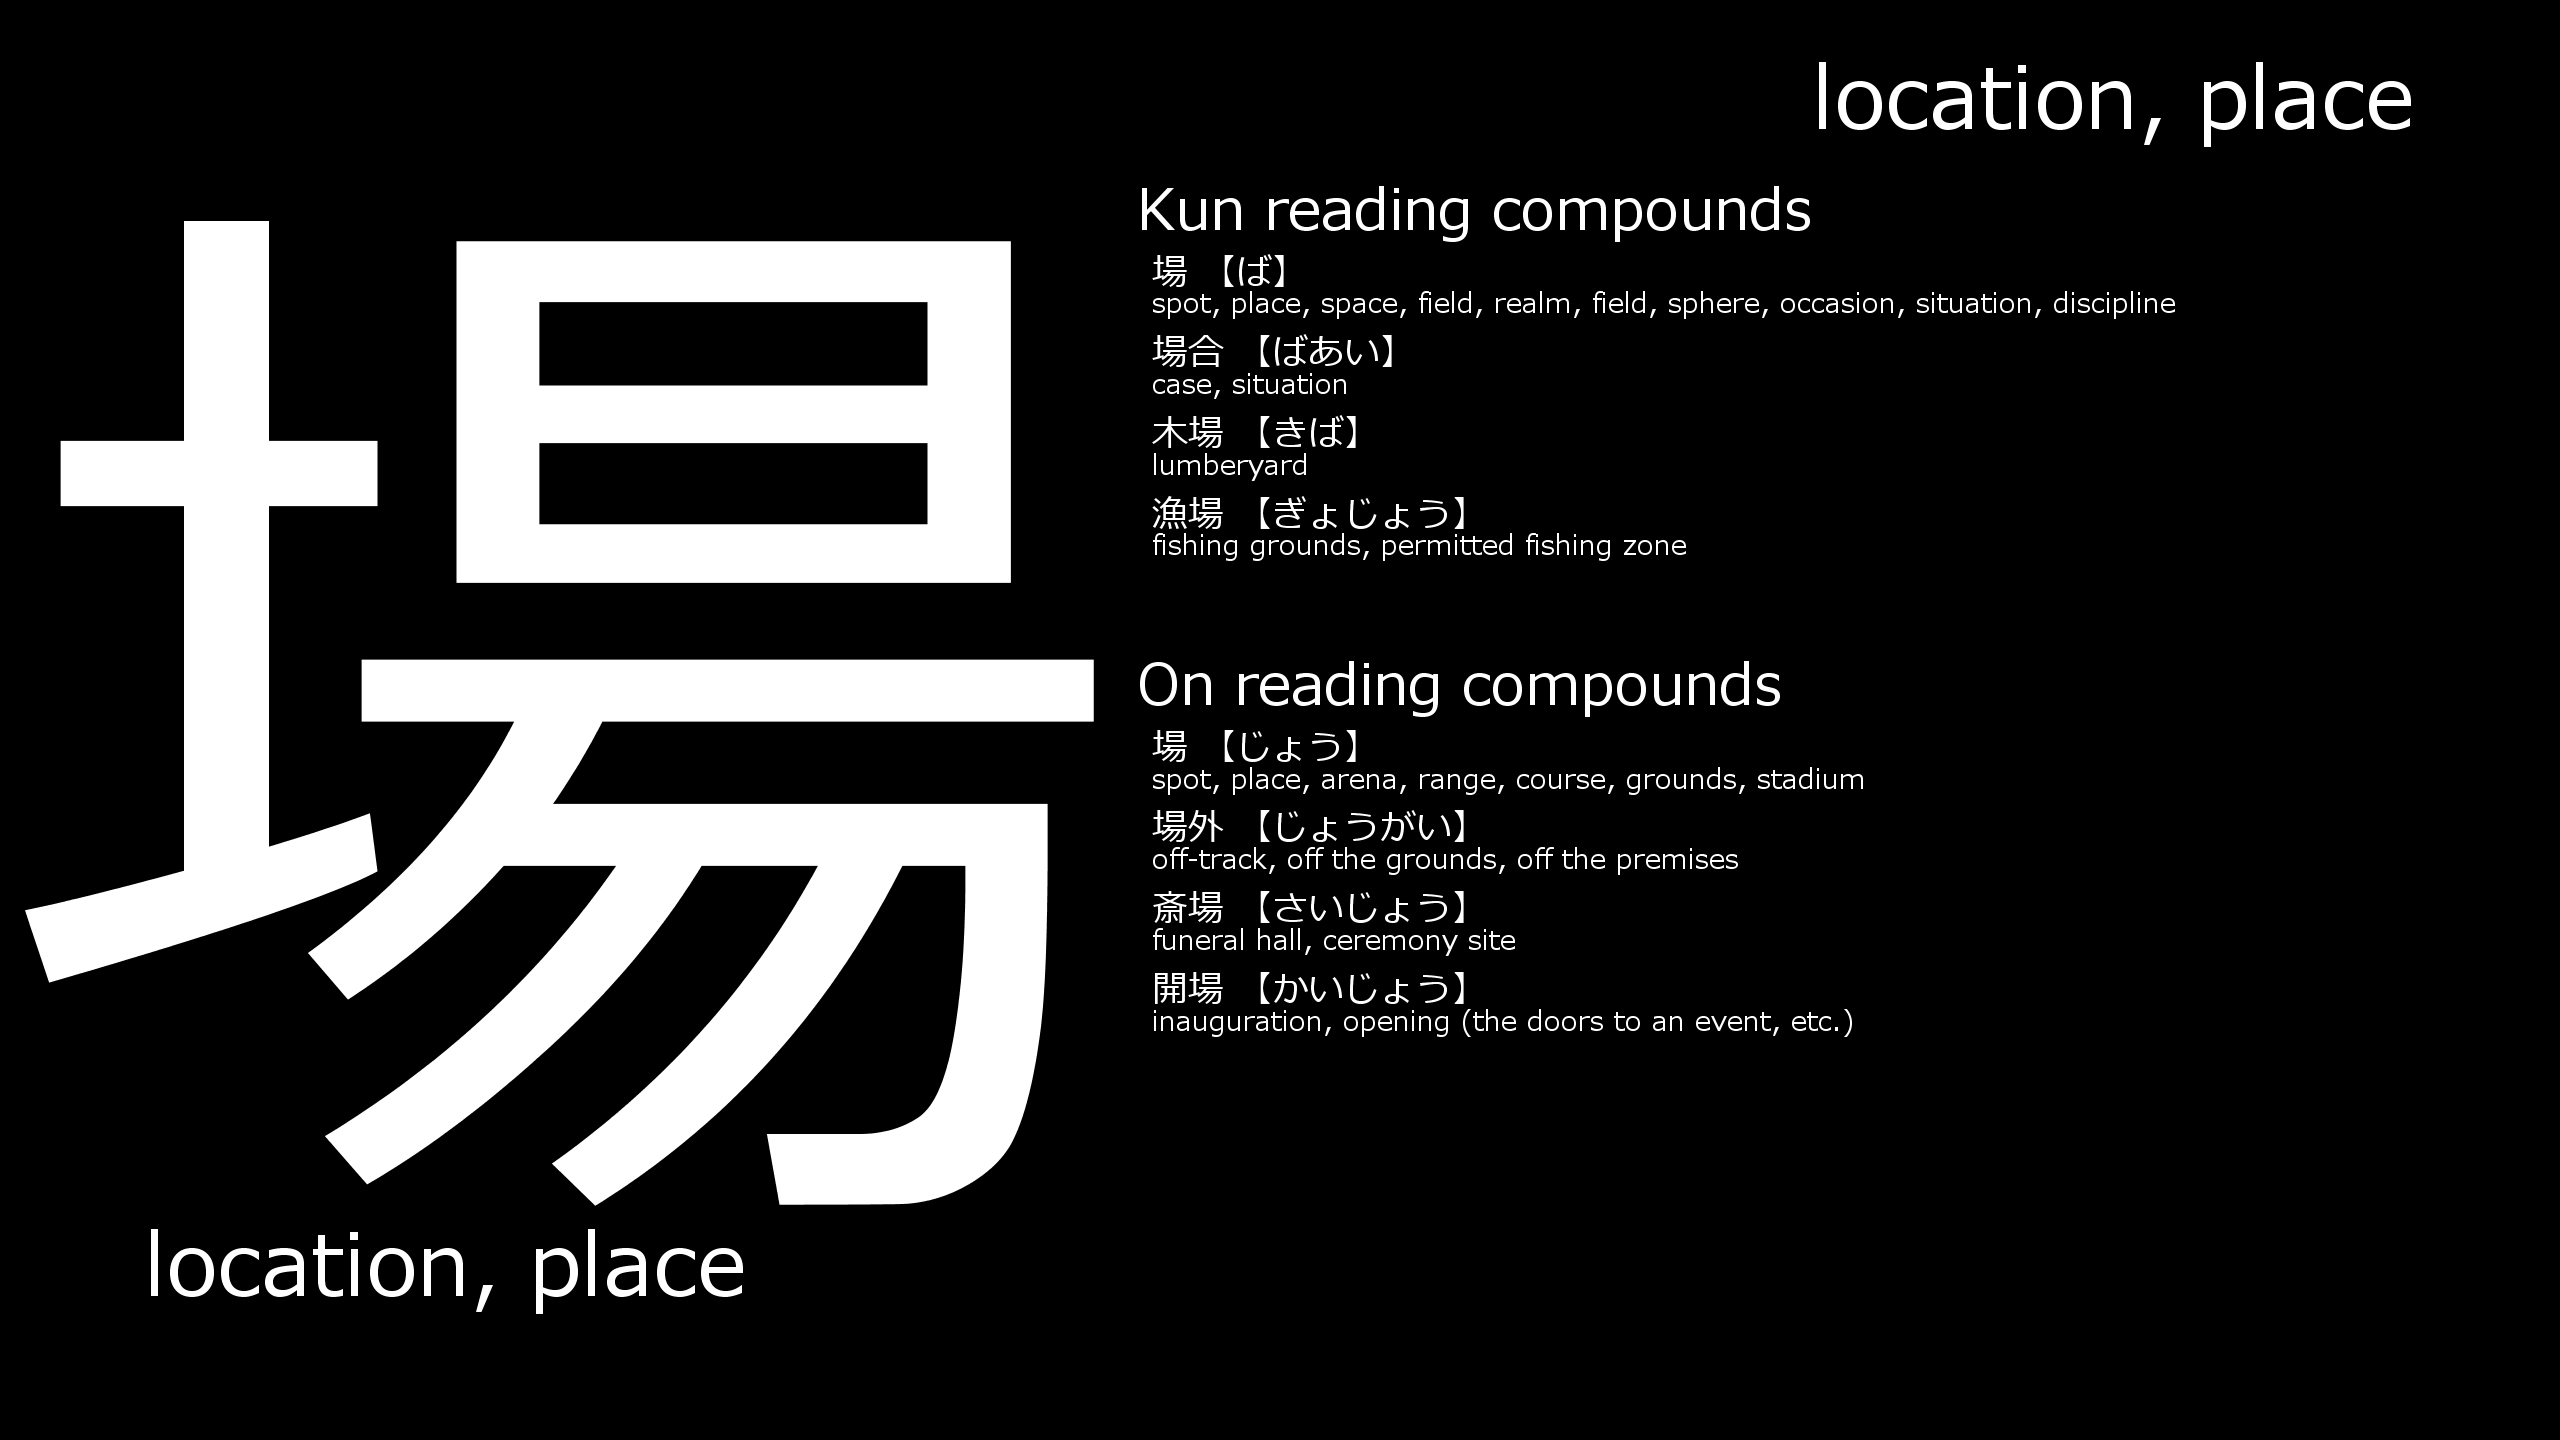 location, place
場
location, place
Kun reading compounds
場 【ば】
spot, place, space, field, realm, field, sphere, occasion, situation, discipline
場合 【ばあい】
case, situation
木場 【きば】
lumberyard
漁場 【ぎょじょう】
fishing grounds, permitted fishing zone
On reading compounds
場 【じょう】
spot, place, arena, range, course, grounds, stadium
場外 【じょうがい】
off-track, off the grounds, off the premises
斎場 【さいじょう】
funeral hall, ceremony site
開場 【かいじょう】
inauguration, opening (the doors to an event, etc.)